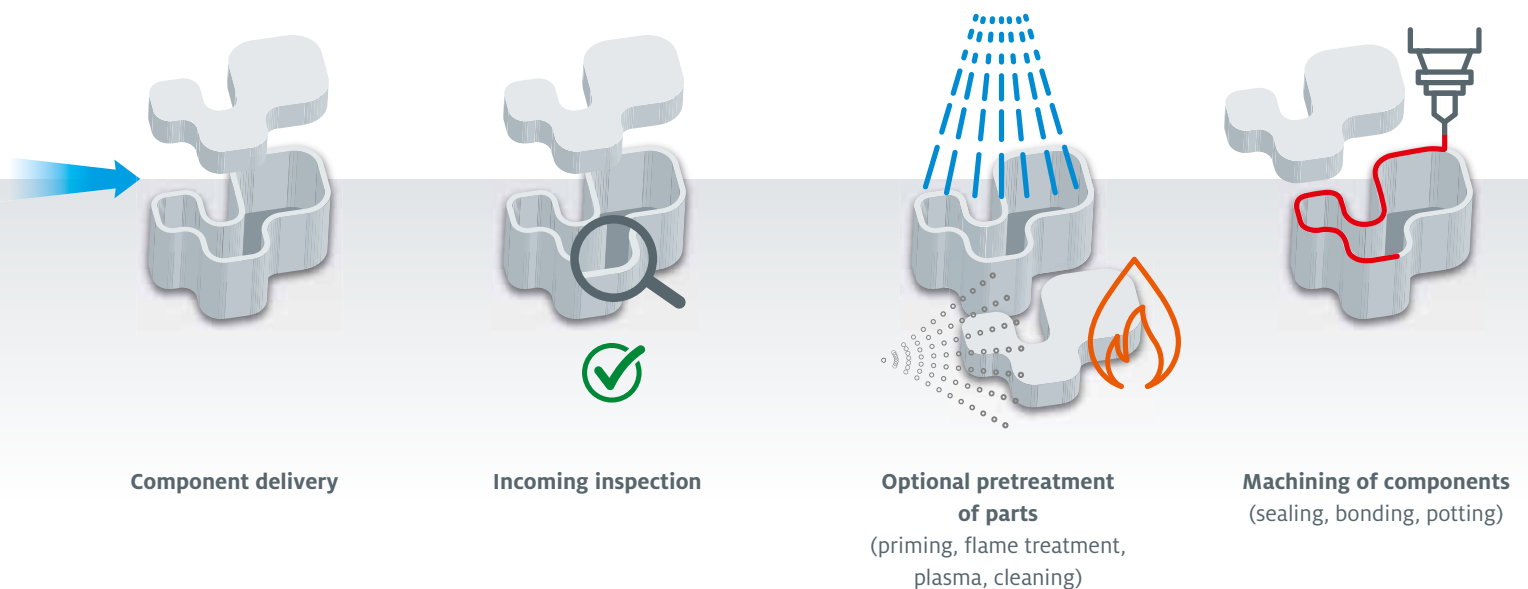 Component delivery
Incoming inspection
Optional pretreatment
of parts
(priming, flame treatment,
plasma, cleaning)
Machining of components
(sealing, bonding, potting)